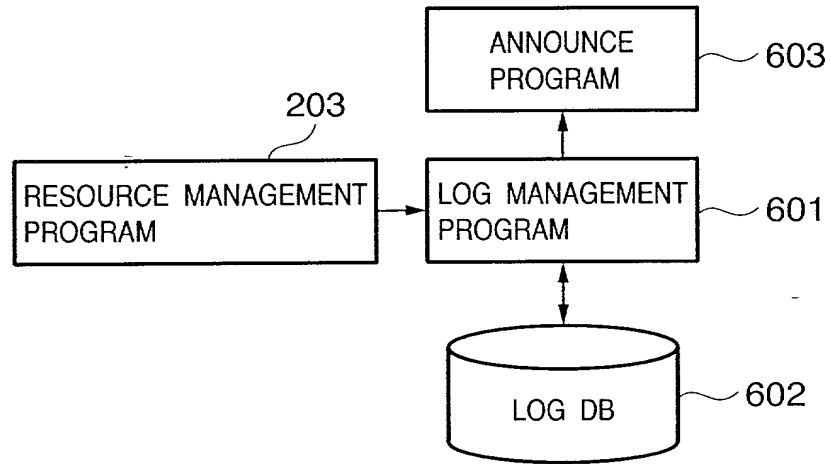 ANNOUNCE
PROGRAM
603
203
RESOURCE MANAGEMENT
PROGRAM
LOG MANAGEMENT
PROGRAM
601
LOG DB
602